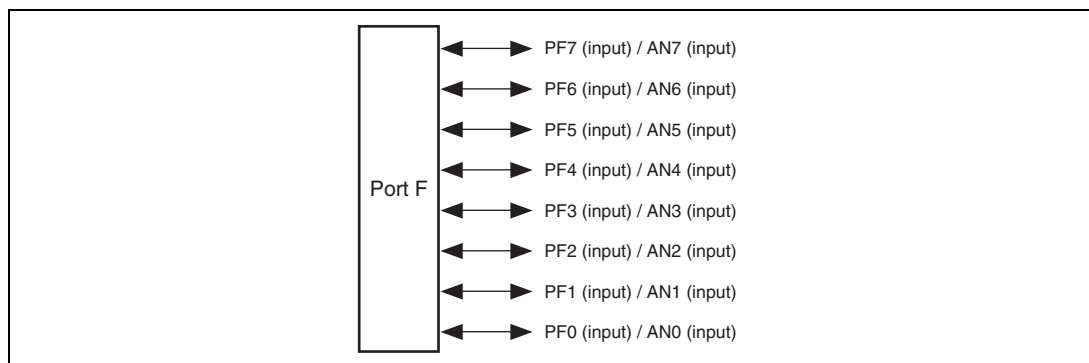 PF7 (input) / AN7 (input)
PF6 (input) / AN6 (input)
PF5 (input) / AN5 (input)
PF4 (input) / AN4 (input)
Port F
PF3 (input) / AN3 (input)
PF2 (input) / AN2 (input)
PF1 (input) / AN1 (input)
PF0 (input) / AN0 (input)